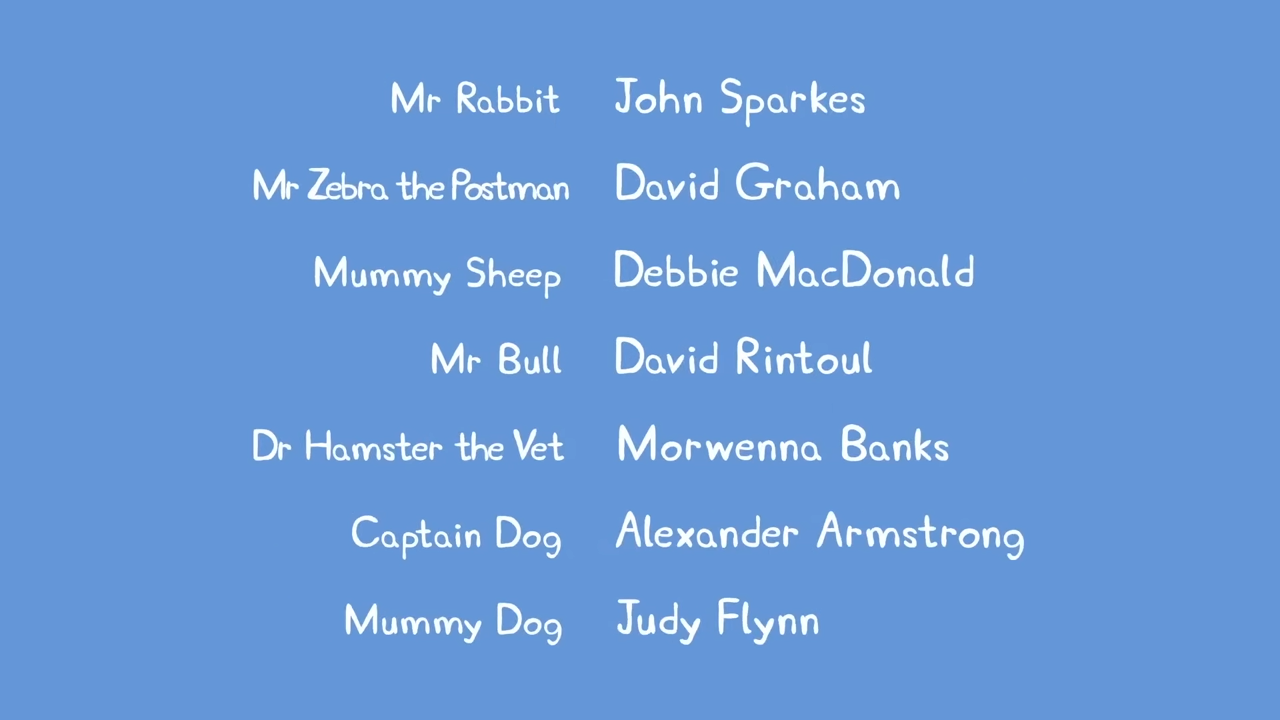 Mr Rabbit John Sparkes
Mr Zebra the Postman David Graham
Mummy Sheep Debbie MacDonald
Mr Bull David Rintoul
Dr Hamster the Vet Morwenna Banks
Captain Dog Alexander Armstrong
Mummy Dog Judy Flynn